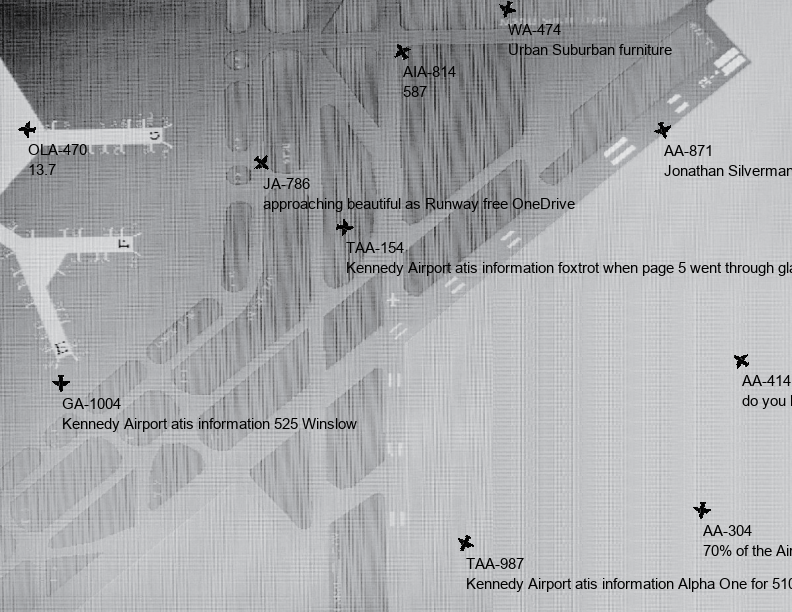 WA-474
Urban Suburban furniture
AIA-814
587
OLA-470
13.7
AA-871
Jonathan Silverman
JA-786
approaching beautiful as Runway free OneDrive
TAA-154
Kennedy Airport atis information foxtrot when page 5 went through gla
AA-414
do you
GA-1004
Kennedy Airport atis information 525 Winslow
AA-304
70% of the Air
TAA-987
Kennedy Airport atis information Alpha One for 510